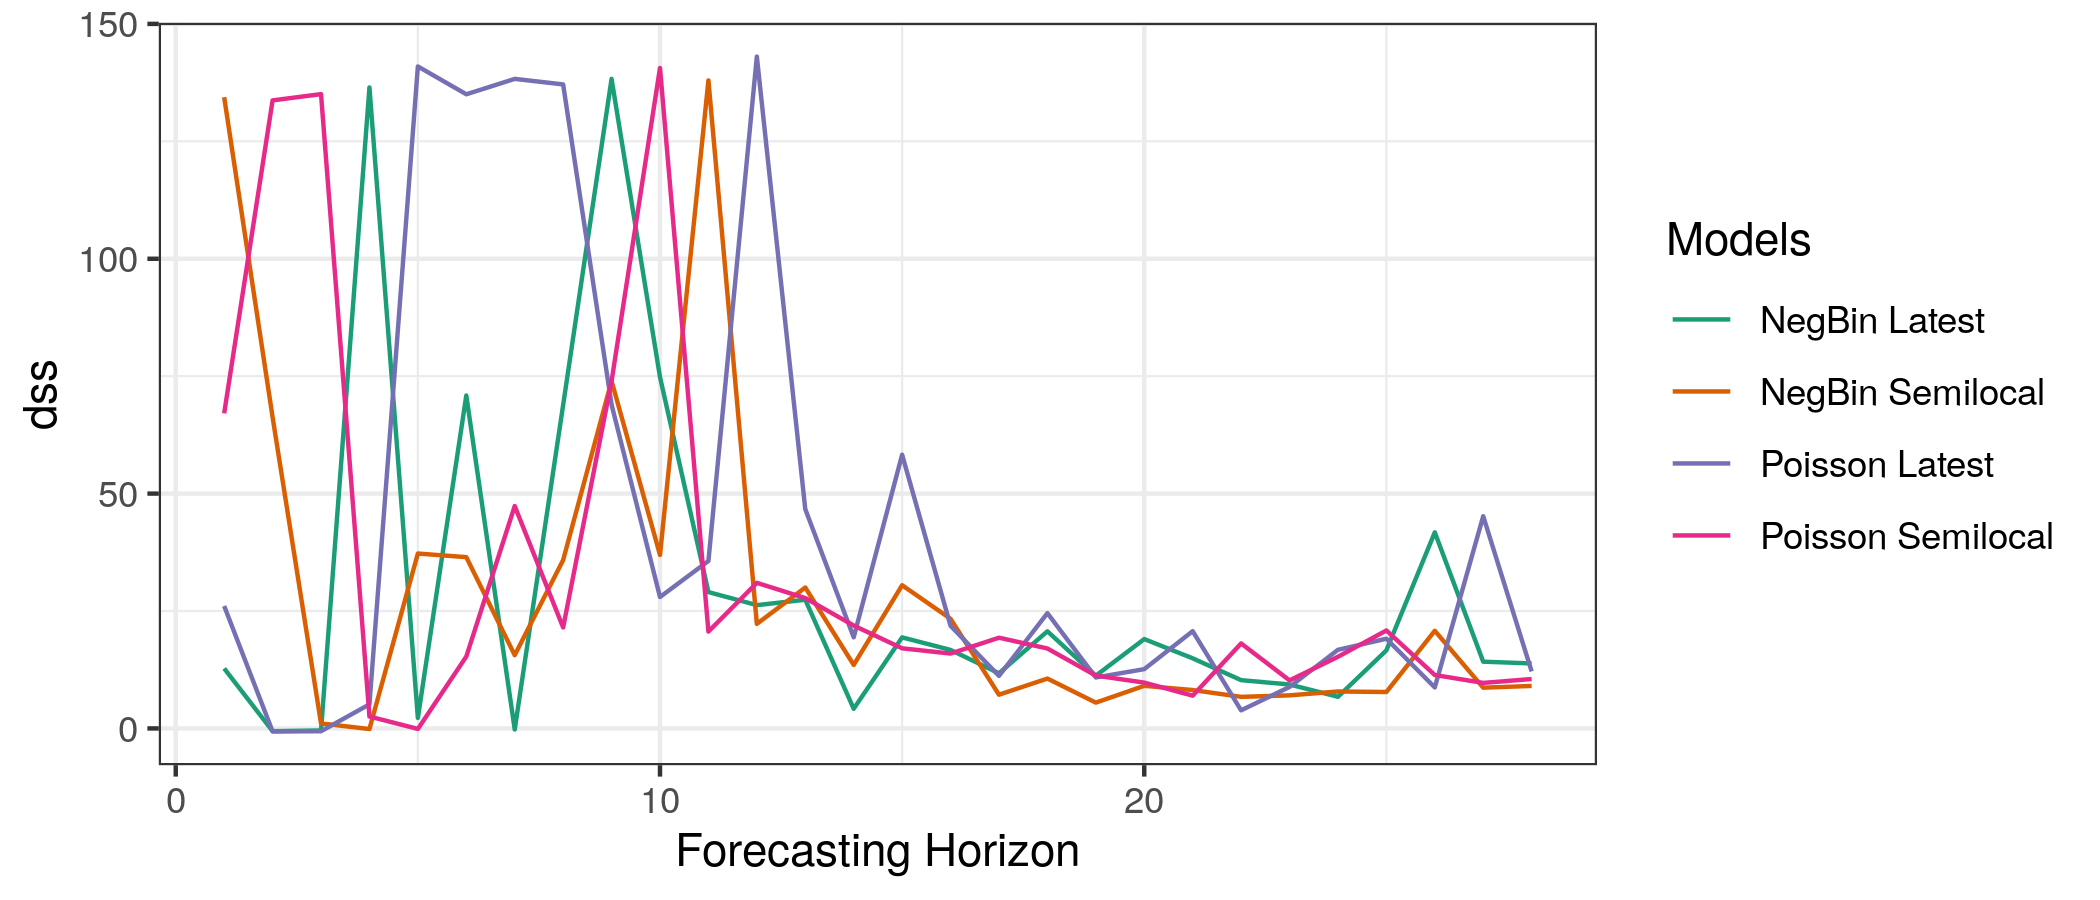 150
100
50
0
dss
0 10 20
Forecasting Horizon
Models
NegBin Latest
NegBin Semilocal
Poisson Latest
Poisson Semilocal